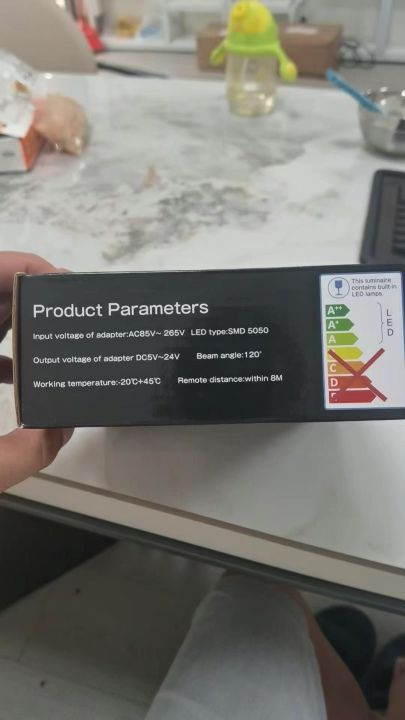 Product Parameters
Input voltage of adapter:AC85V~ 265V LED type:SMD 5050
Output voltage of adapter DC5V~24V Beam angle:120°
Working temperature:-20℃+45℃ Remote distance:within 8M
This luminaire
contains built-in
LED lamps.
A++
A+
A
C
D
L
E
D